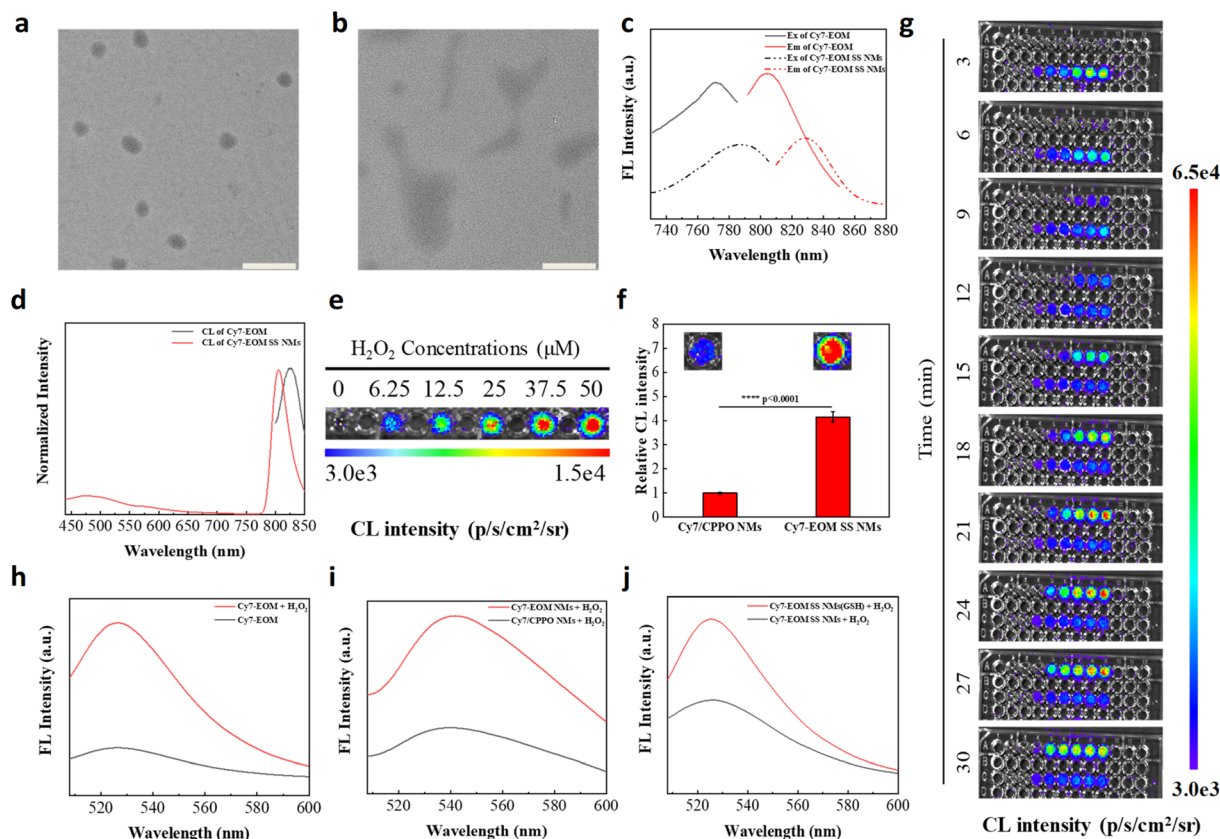 a
b
c
Ex of Cy7-EOM
Em of Cy7-EOM
Ex of Cy7-EOM SS NMs
Em of Cy7-EOM SS NMs
FL Intensity (a.u.)
740 760 780 800 820 840 860 880
Wavelength (nm)
d
CL of Cy7-EOM
CL of Cy7-EOM SS NMs
Normalized Intensity
450 500 550 600 650 700 750 800 850
Wavelength (nm)
e
H₂O₂ Concentrations (μM)
0 6.25 12.5 25 37.5 50
3.0e3 1.5e4
CL intensity (p/s/cm²/sr)
f
Relative CL intensity
8
7
6
5
4
3
2
1
0
**** p<0.0001
Cy7/CPPO NMs Cy7-EOM SS NMs
g
Time (min)
3
6
9
12
15
18
21
24
27
30
6.5e4
3.0e3
CL intensity (p/s/cm²/sr)
h
Cy7-EOM + H₂O₂
Cy7-EOM
FL Intensity (a.u.)
520 540 560 580 600
Wavelength (nm)
i
Cy7-EOM NMs + H₂O₂
Cy7/CPPO NMs + H₂O₂
FL Intensity (a.u.)
520 540 560 580 600
Wavelength (nm)
j
Cy7-EOM SS NMs(GSH) + H₂O₂
Cy7-EOM SS NMs + H₂O₂
FL Intensity (a.u.)
520 540 560 580 600
Wavelength (nm)